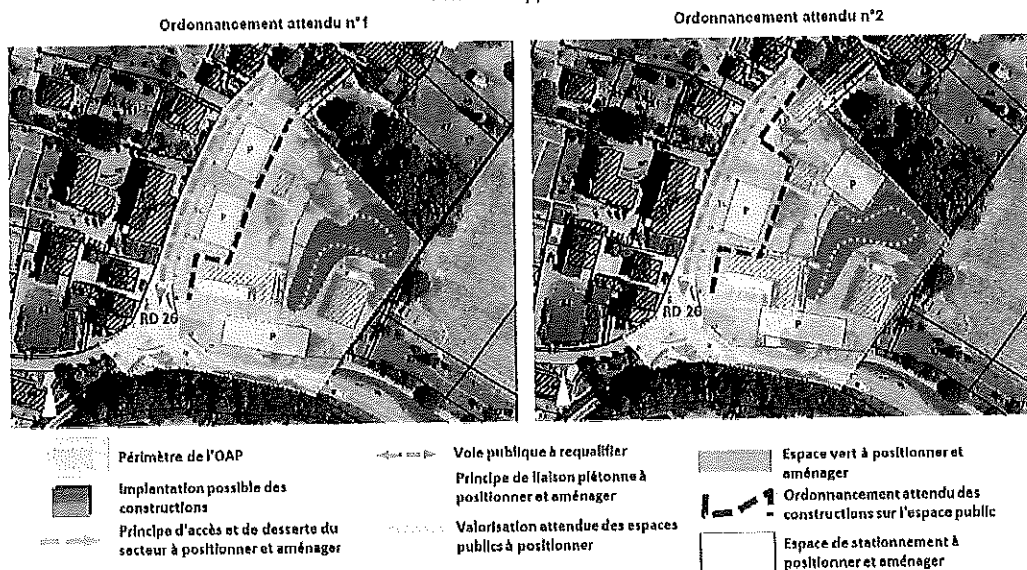 Ordonnancement attendu n°1
Ordonnancement attendu n°2
P
P
P
RD 26
P
P
P
RD 26
Périmètre de l'OAP
Implantation possible des
constructions
Principe d'accès et de desserte du
secteur à positionner et aménager
Voie publique à requalifier
Principe de liaison piétonne à
positionner et aménager
Valorisation attendue des espaces
publics à positionner
Espace vert à positionner et
aménager
Ordonnancement attendu des
constructions sur l'espace public
Espace de stationnement à
positionner et aménager